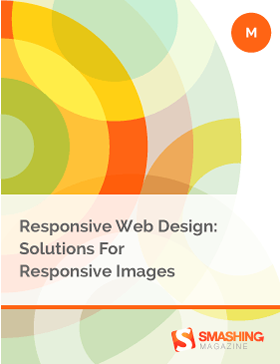 M
Responsive Web Design:
Solutions For
Responsive Images
SMASHING
MAGAZINE